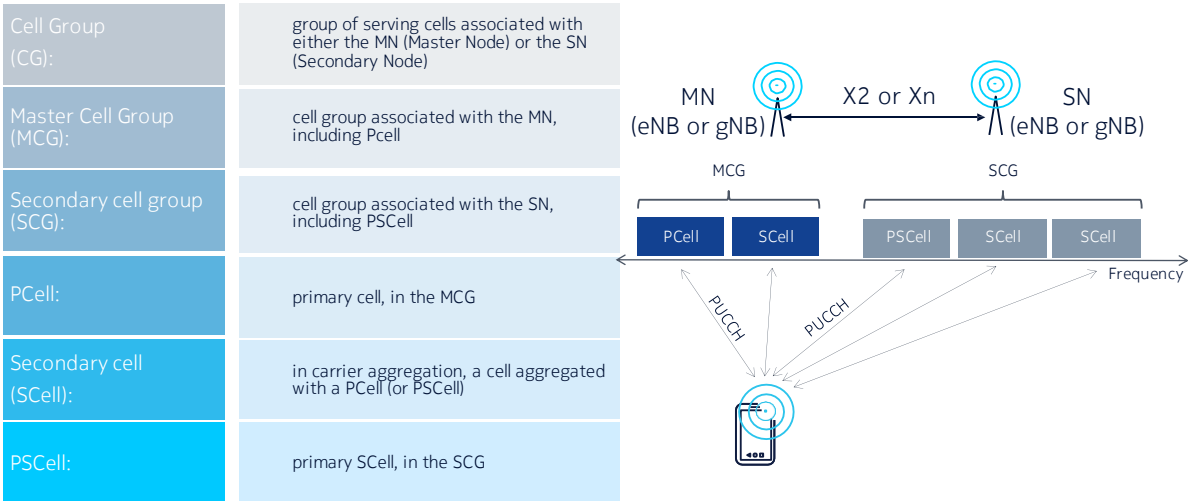 Cell Group
(CG):
group of serving cells associated with
either the MN (Master Node) or the SN
(Secondary Node)
Master Cell Group
(MCG):
cell group associated with the MN,
including Pcell
Secondary cell group
(SCG):
cell group associated with the SN,
including PSCell
PCell:
primary cell, in the MCG
Secondary cell
(SCell):
in carrier aggregation, a cell aggregated
with a PCell (or PSCell)
PSCell:
primary SCell, in the SCG
MN
(eNB or gNB)
X2 or Xn
SN
(eNB or gNB)
MCG
SCG
PCell
SCell
PSCell
SCell
SCell
Frequency
PUCCH
PUCCH